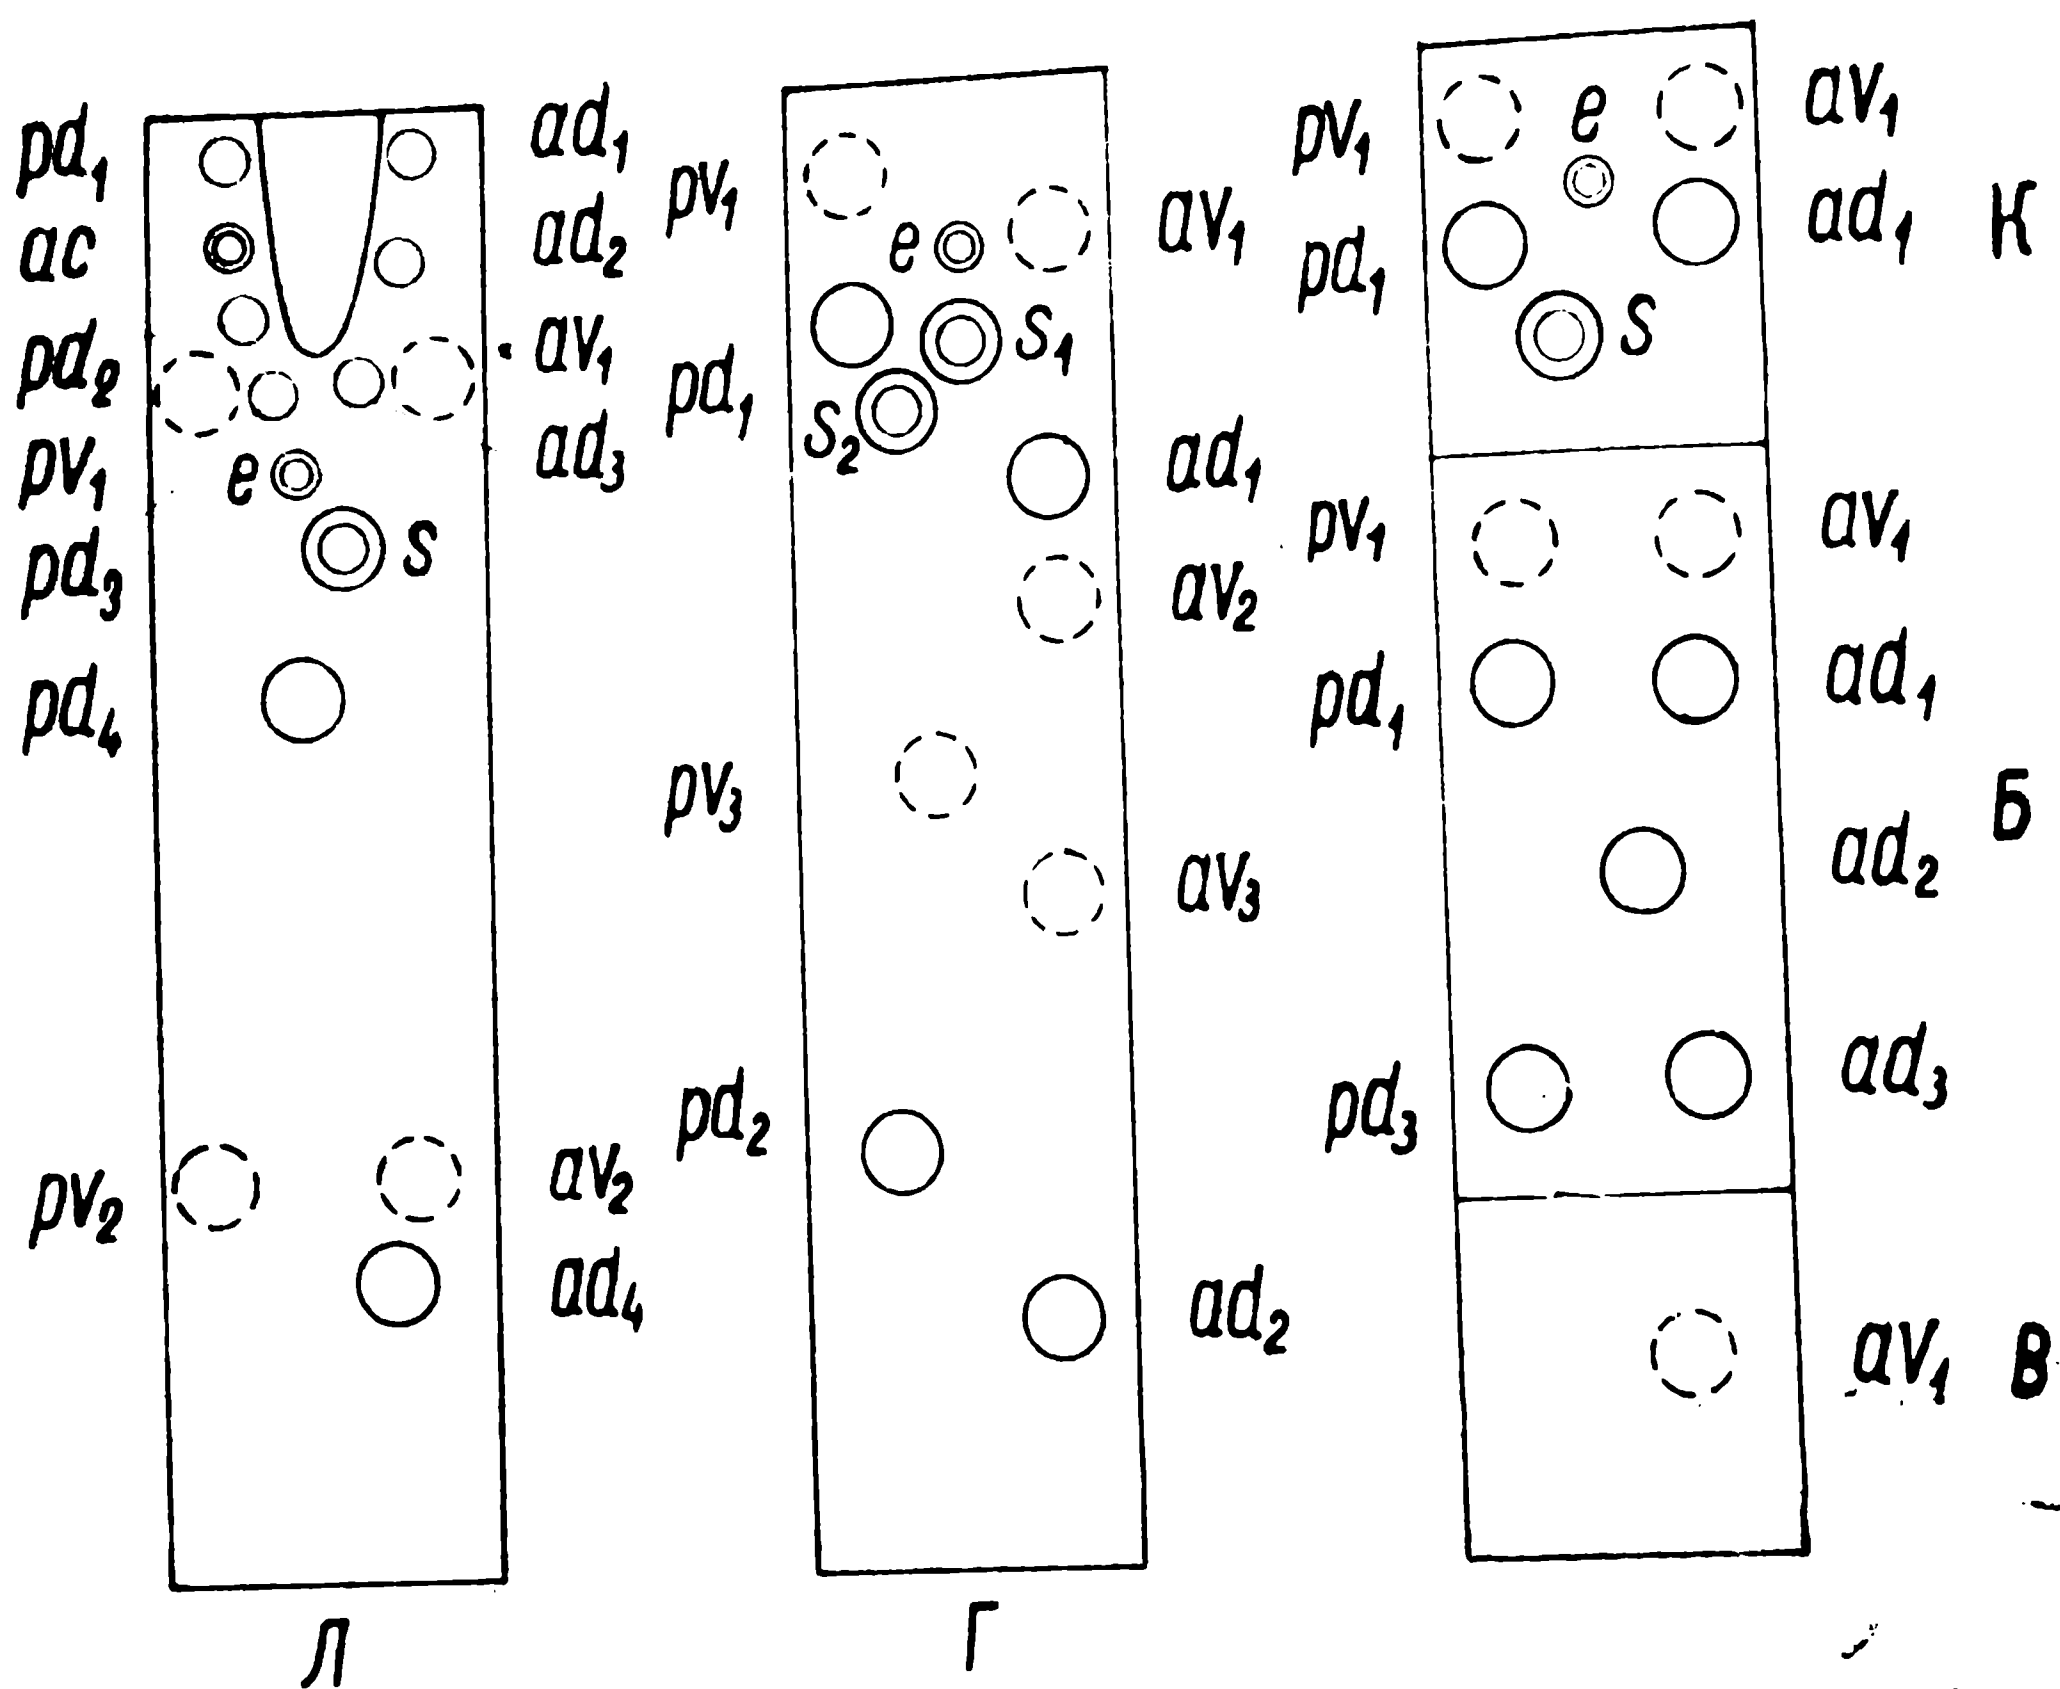 pd₁
ac
pd₂
pv₁
pd₃
pd₄
pv₂
e
s
ad₁
ad₂
av₁
ad₃
av₂
ad₄
Л
pv₁
pd₁
pv₃
pd₂
e
s₁
s₂
av₁
ad₁
av₂
av₃
ad₂
Г
pv₁
pd₁
e
s
av₁
ad₁
К
pv₁
pd₁
pd₃
av₁
ad₁
ad₂
ad₃
Б
av₁
В